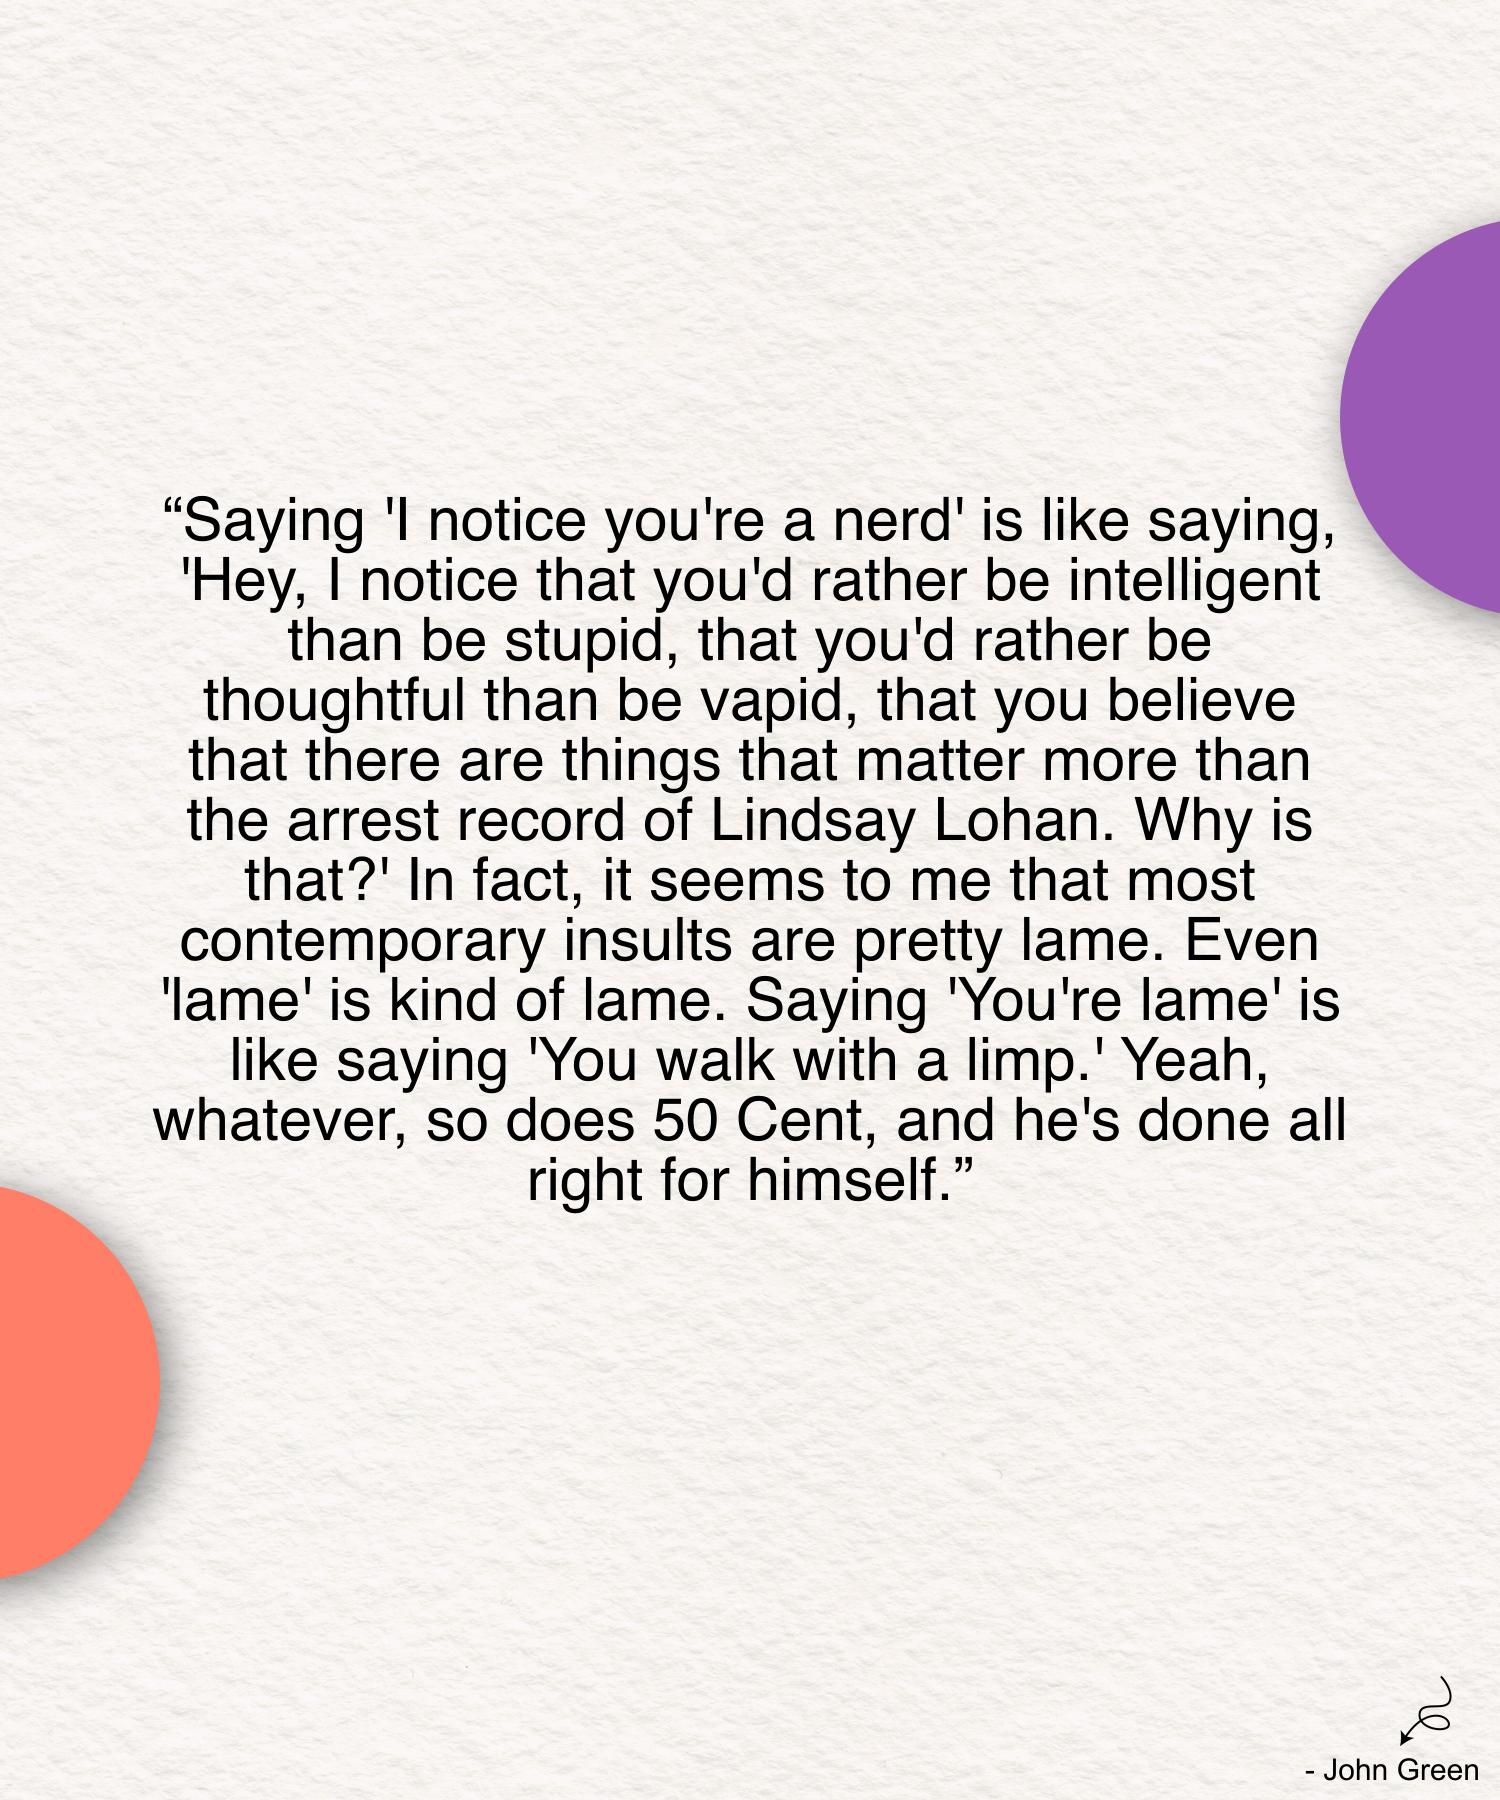 “Saying 'I notice you're a nerd' is like saying,
'Hey, I notice that you'd rather be intelligent
than be stupid, that you'd rather be
thoughtful than be vapid, that you believe
that there are things that matter more than
the arrest record of Lindsay Lohan. Why is
that?' In fact, it seems to me that most
contemporary insults are pretty lame. Even
'lame' is kind of lame. Saying 'You're lame' is
like saying 'You walk with a limp.' Yeah,
whatever, so does 50 Cent, and he's done all
right for himself.”
- John Green